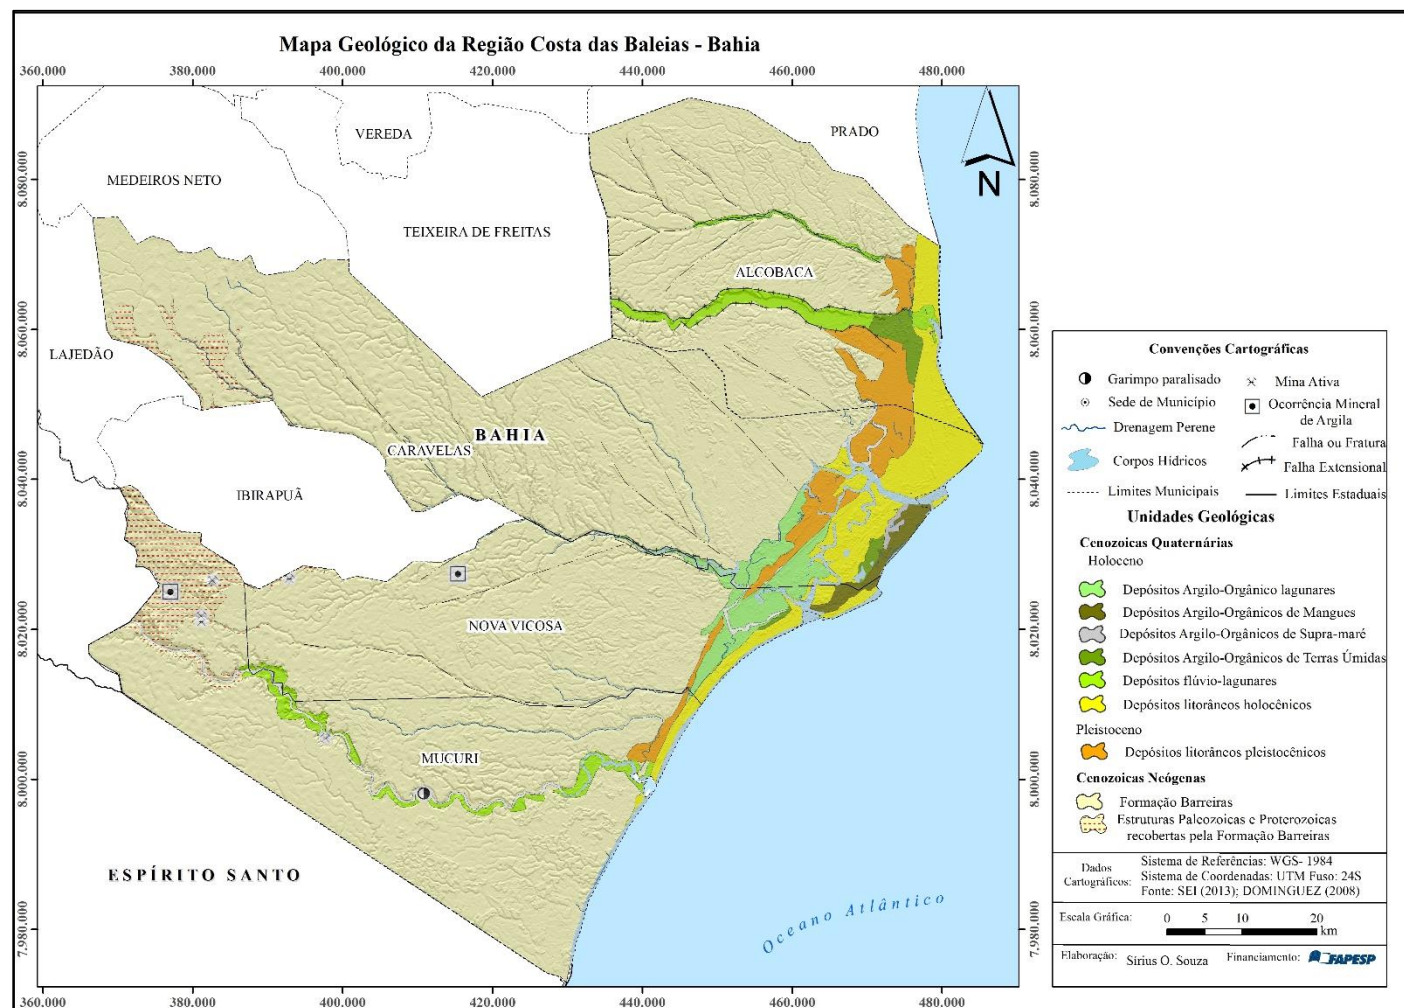 Mapa Geológico da Região Costa das Baleias - Bahia
360.000 380.000 400.000 420.000 440.000 460.000 480.000
8.080.000 8.080.000
8.060.000 8.060.000
8.040.000 8.040.000
8.020.000 8.020.000
8.000.000 8.000.000
7.980.000 7.980.000
360.000 380.000 400.000 420.000 440.000 460.000 480.000
VEREDA
PRADO
MEDEIROS NETO
N
TEIXEIRA DE FREITAS
ALCOBACA
LAJEDÃO
BAHIA
CARAVELAS
IBIRAPUÃ
NOVA VICOSA
MUCURI
ESPÍRITO SANTO
Oceano Atlântico
Convenções Cartográficas
Garimpo paralisado
Sede de Município
Drenagem Perene
Corpos Hídricos
Limites Municipais
Mina Ativa
Ocorrência Mineral
de Argila
Falha ou Fratura
Falha Extensional
Limites Estaduais
Unidades Geológicas
Cenozoicas Quaternárias
Holoceno
Depósitos Argilo-Orgânico lagunares
Depósitos Argilo-Orgânicos de Mangues
Depósitos Argilo-Orgânicos de Supra-maré
Depósitos Argilo-Orgânicos de Terras Úmidas
Depósitos flúvio-lagunares
Depósitos litorâneos holocênicos
Pleistoceno
Depósitos litorâneos pleistocênicos
Cenozoicas Neógenas
Formação Barreiras
Estruturas Paleozoicas e Proterozoicas
recobertas pela Formação Barreiras
Dados
Cartográficos:
Sistema de Referências: WGS- 1984
Sistema de Coordenadas: UTM Fuso: 24S
Fonte: SEI (2013); DOMINGUEZ (2008)
Escala Gráfica:
0 5 10 20
km
Elaboração: Sírius O. Souza Financiamento: FAPESP